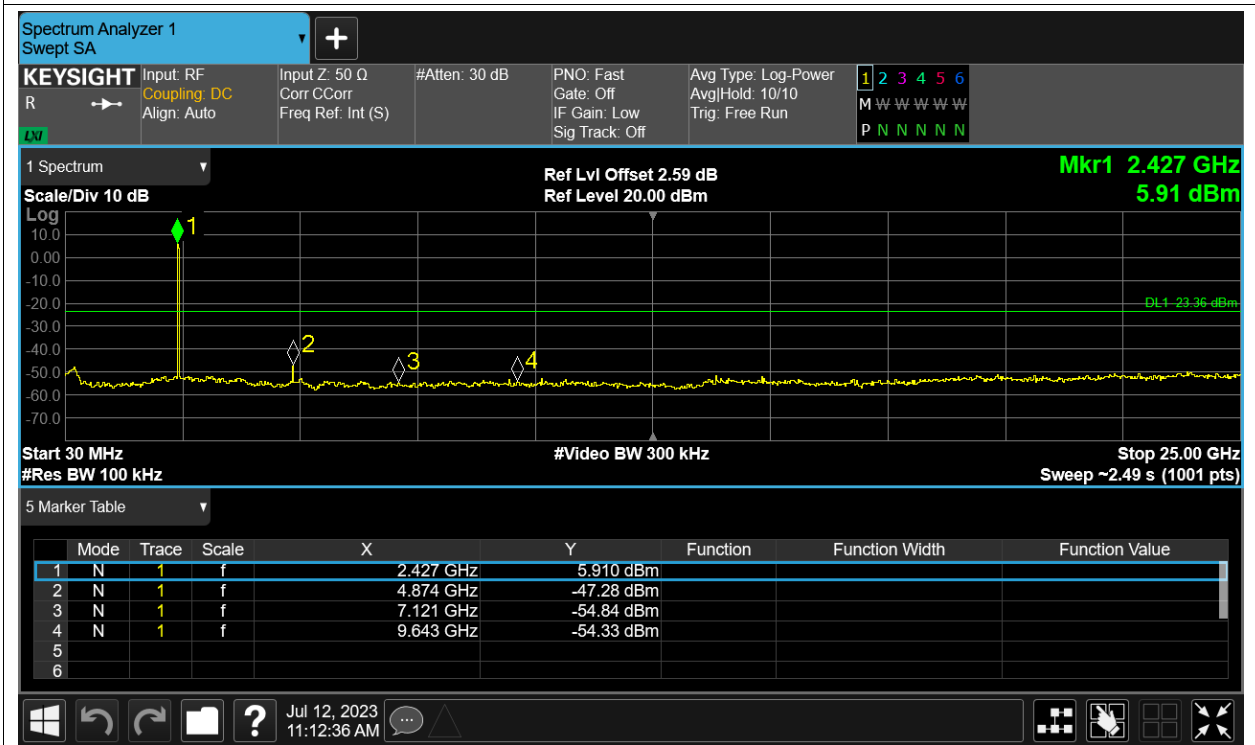 Spectrum Analyzer 1
Swept SA
KEYSIGHT Input: RF Input Z: 50 Ω #Atten: 30 dB PNO: Fast Avg Type: Log-Power 1 2 3 4 5 6
R Coupling: DC Corr CCorr Gate: Off Avg|Hold: 10/10 M W W W W W
Align: Auto Freq Ref: Int (S) IF Gain: Low Trig: Free Run
LXI Sig Track: Off P N N N N N
1 Spectrum Ref Lvl Offset 2.59 dB Mkr1 2.427 GHz
Scale/Div 10 dB Ref Level 20.00 dBm 5.91 dBm
Log
1
10.0
0.00
-10.0
-20.0 DL1 -23.36 dBm
-30.0
-40.0 2 3 4
-50.0
-60.0
-70.0
Start 30 MHz #Video BW 300 kHz Stop 25.00 GHz
#Res BW 100 kHz Sweep ~2.49 s (1001 pts)
5 Marker Table
Mode Trace Scale X Y Function Function Width Function Value
1 N 1 f 2.427 GHz 5.910 dBm
2 N 1 f 4.874 GHz -47.28 dBm
3 N 1 f 7.121 GHz -54.84 dBm
4 N 1 f 9.643 GHz -54.33 dBm
5
6
? Jul 12, 2023
11:12:36 AM